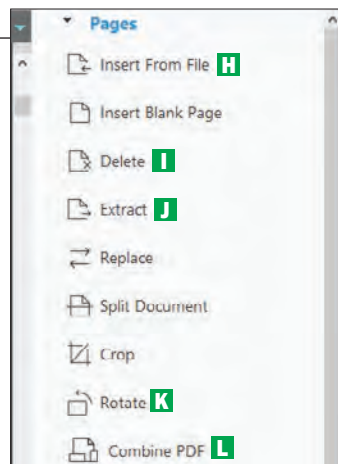 Pages
Insert From File H
Insert Blank Page
Delete I
Extract J
Replace
Split Document
Crop
Rotate K
Combine PDF L